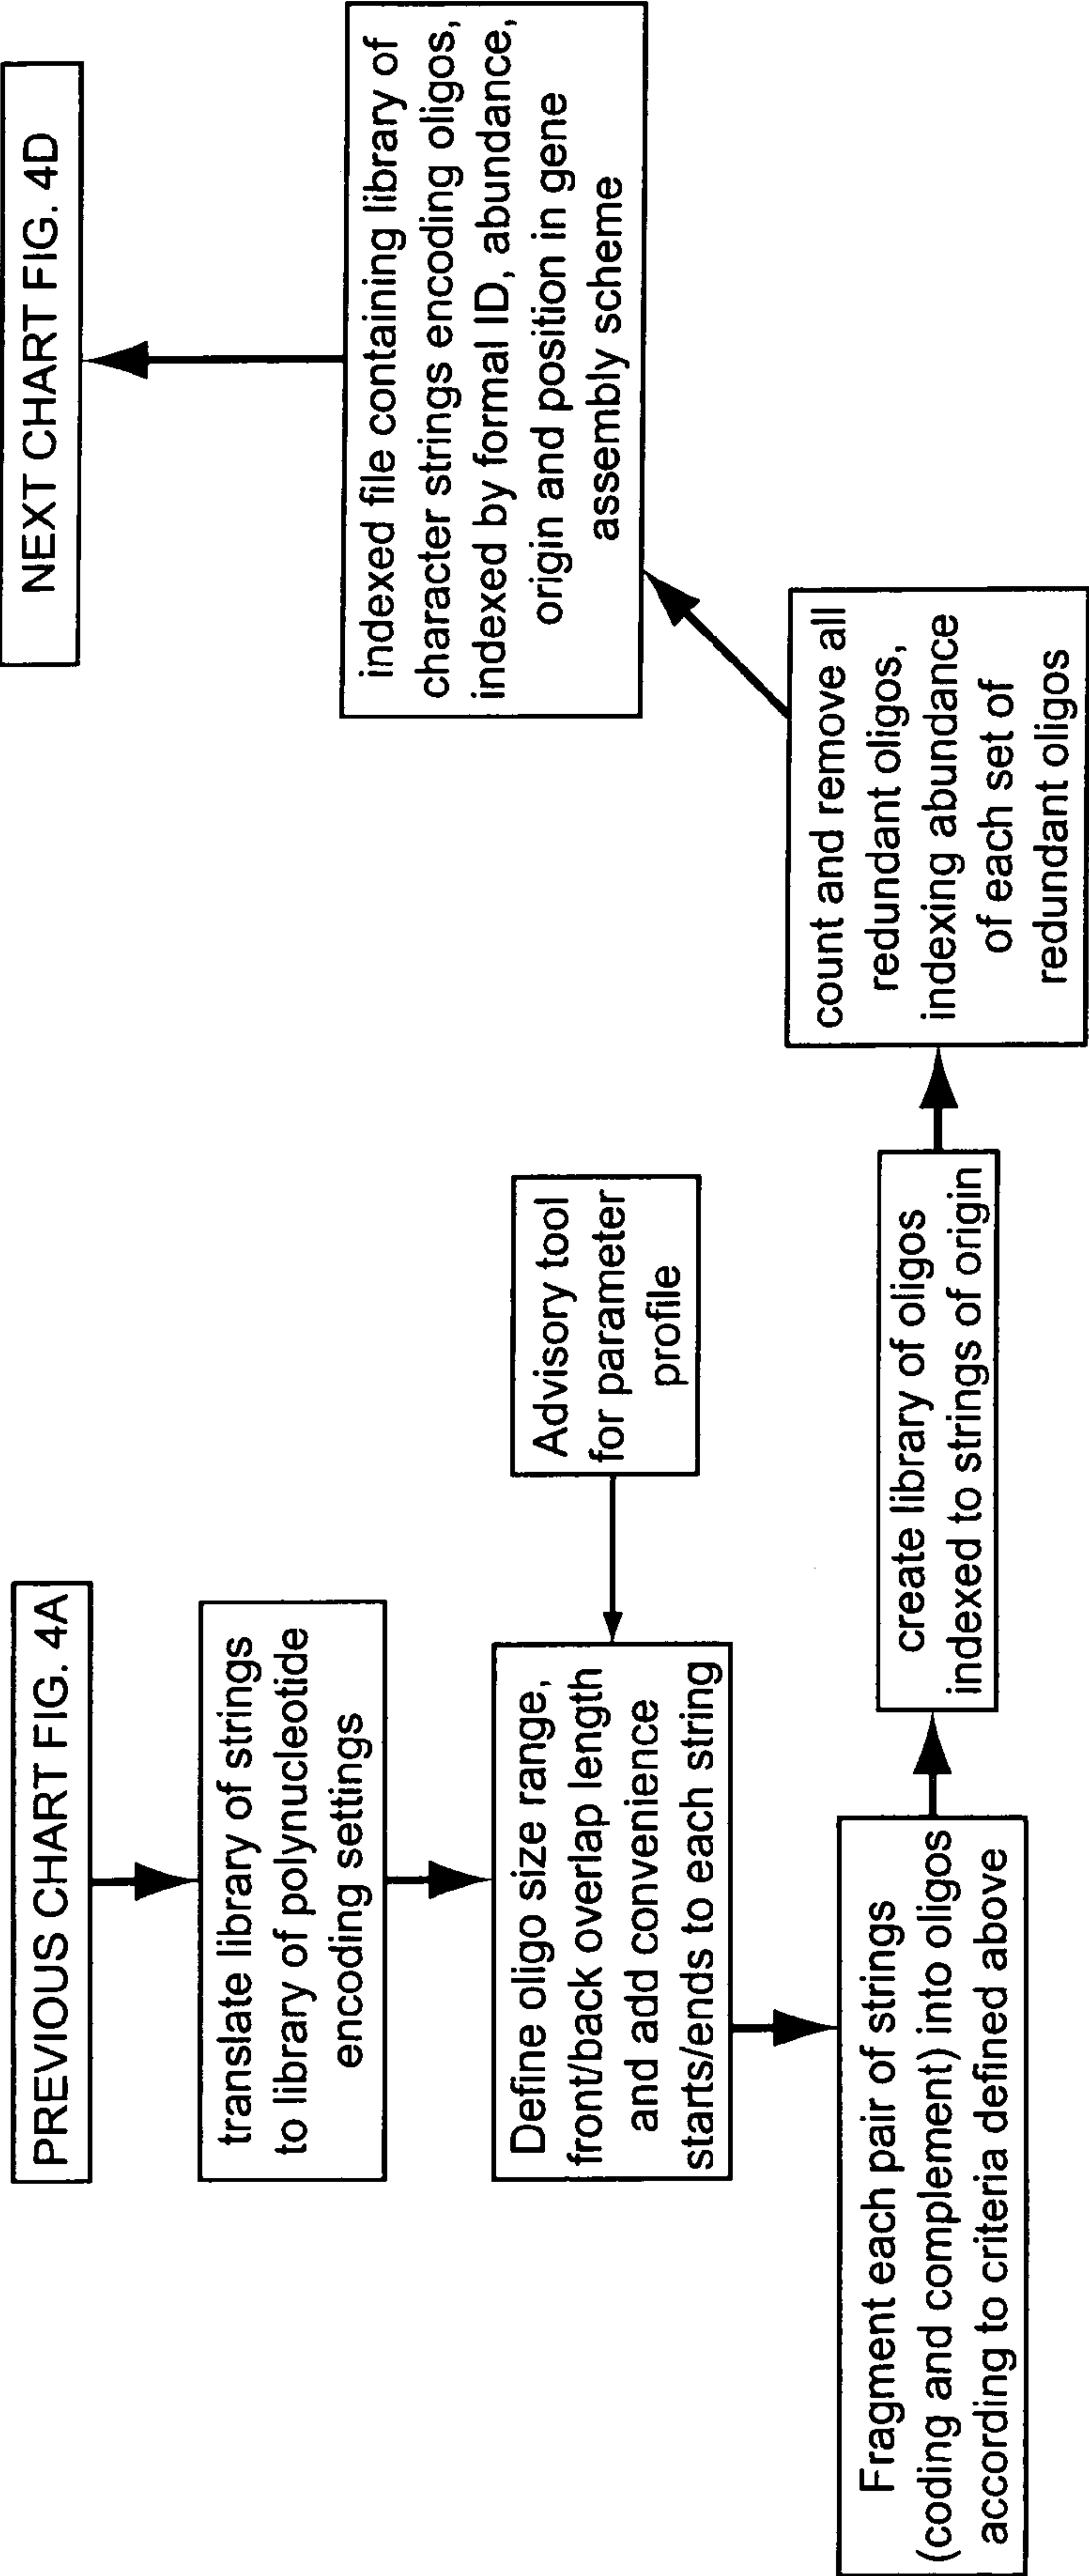 PREVIOUS CHART FIG. 4A
translate library of strings
to library of polynucleotide
encoding settings
Define oligo size range,
front/back overlap length
and add convenience
starts/ends to each string
Advisory tool
for parameter
profile
Fragment each pair of strings
(coding and complement) into oligos
according to criteria defined above
create library of oligos
indexed to strings of origin
count and remove all
redundant oligos,
indexing abundance
of each set of
redundant oligos
indexed file containing library of
character strings encoding oligos,
indexed by formal ID, abundance,
origin and position in gene
assembly scheme
NEXT CHART FIG. 4D